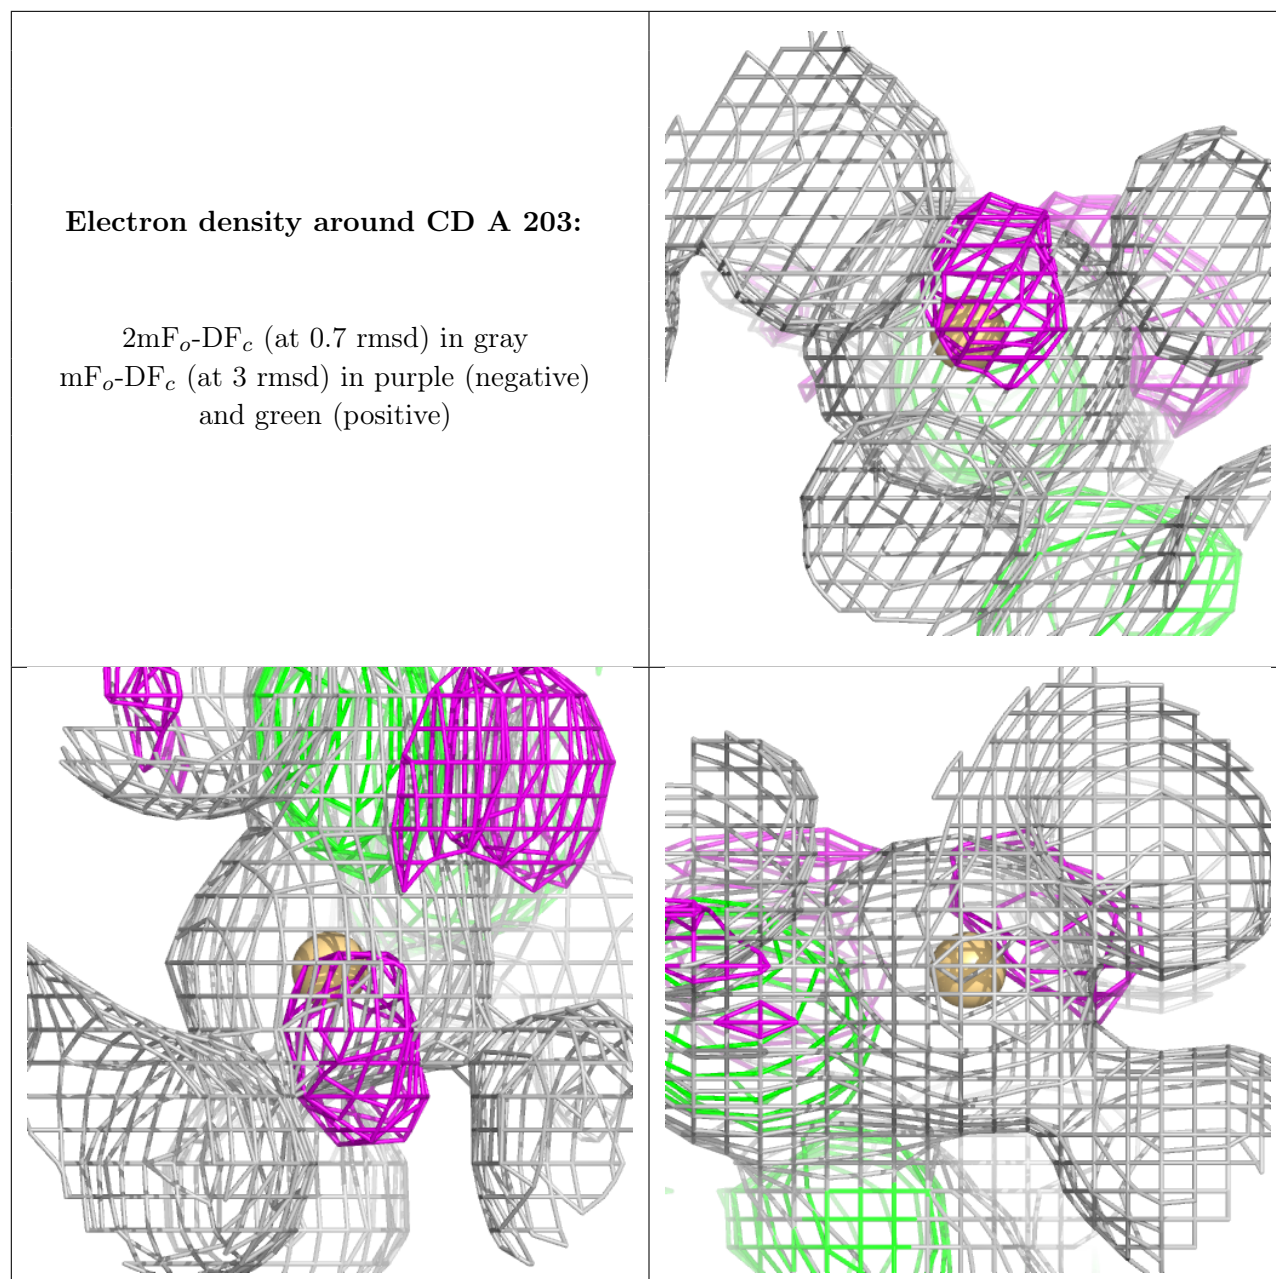 Electron density around CD A 203:
2mFo-DFc (at 0.7 rmsd) in gray
mFo-DFc (at 3 rmsd) in purple (negative)
and green (positive)